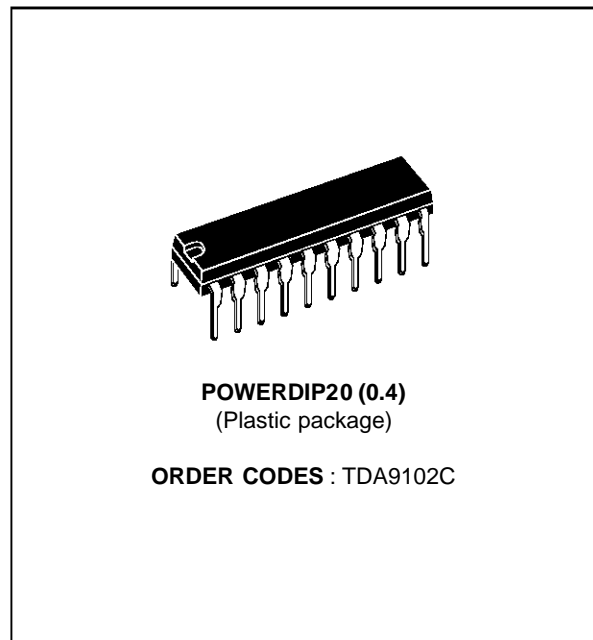 POWERDIP20 (0.4)
(Plastic package)
ORDER CODES : TDA9102C